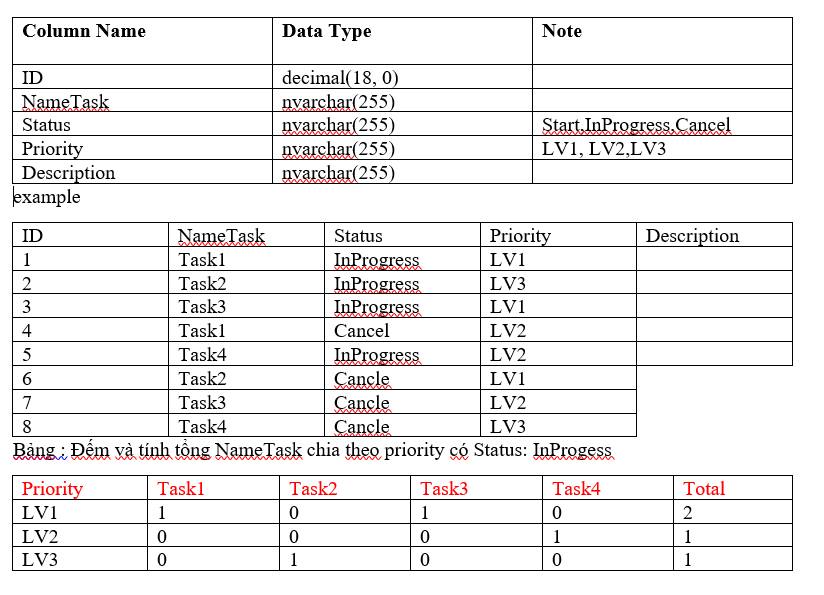 Column Name Data Type Note
ID decimal(18, 0)
NameTask nvarchar(255)
Status nvarchar(255) Start,InProgress,Cancel
Priority nvarchar(255) LV1, LV2,LV3
Description nvarchar(255)
example
ID NameTask Status Priority Description
1 Task1 InProgress LV1
2 Task2 InProgress LV3
3 Task3 InProgress LV1
4 Task1 Cancel LV2
5 Task4 InProgress LV2
6 Task2 Cancle LV1
7 Task3 Cancle LV2
8 Task4 Cancle LV3
Bảng : Đếm và tính tổng NameTask chia theo priority có Status: InProgess
Priority Task1 Task2 Task3 Task4 Total
LV1 1 0 1 0 2
LV2 0 0 0 1 1
LV3 0 1 0 0 1